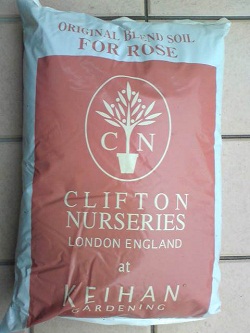 ORIGINAL BLEND SOIL
FOR ROSE
C N
CLIFTON
NURSERIES
LONDON ENGLAND
at
KEIHAN
GARDENING